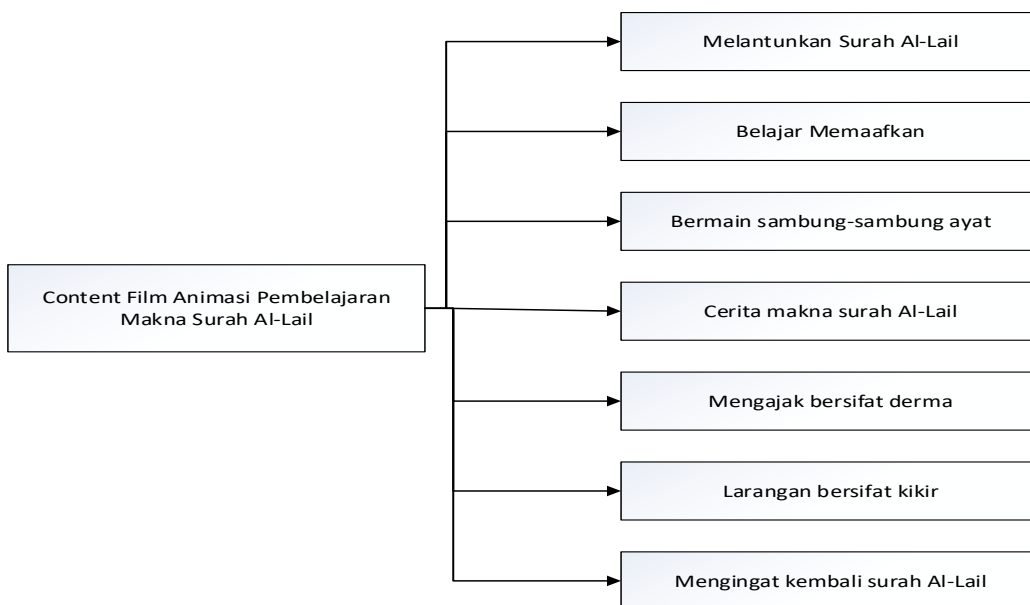 Melantunkan Surah Al-Lail
Belajar Memaafkan
Bermain sambung-sambung ayat
Content Film Animasi Pembelajaran
Makna Surah Al-Lail
Cerita makna surah Al-Lail
Mengajak bersifat derma
Larangan bersifat kikir
Mengingat kembali surah Al-Lail